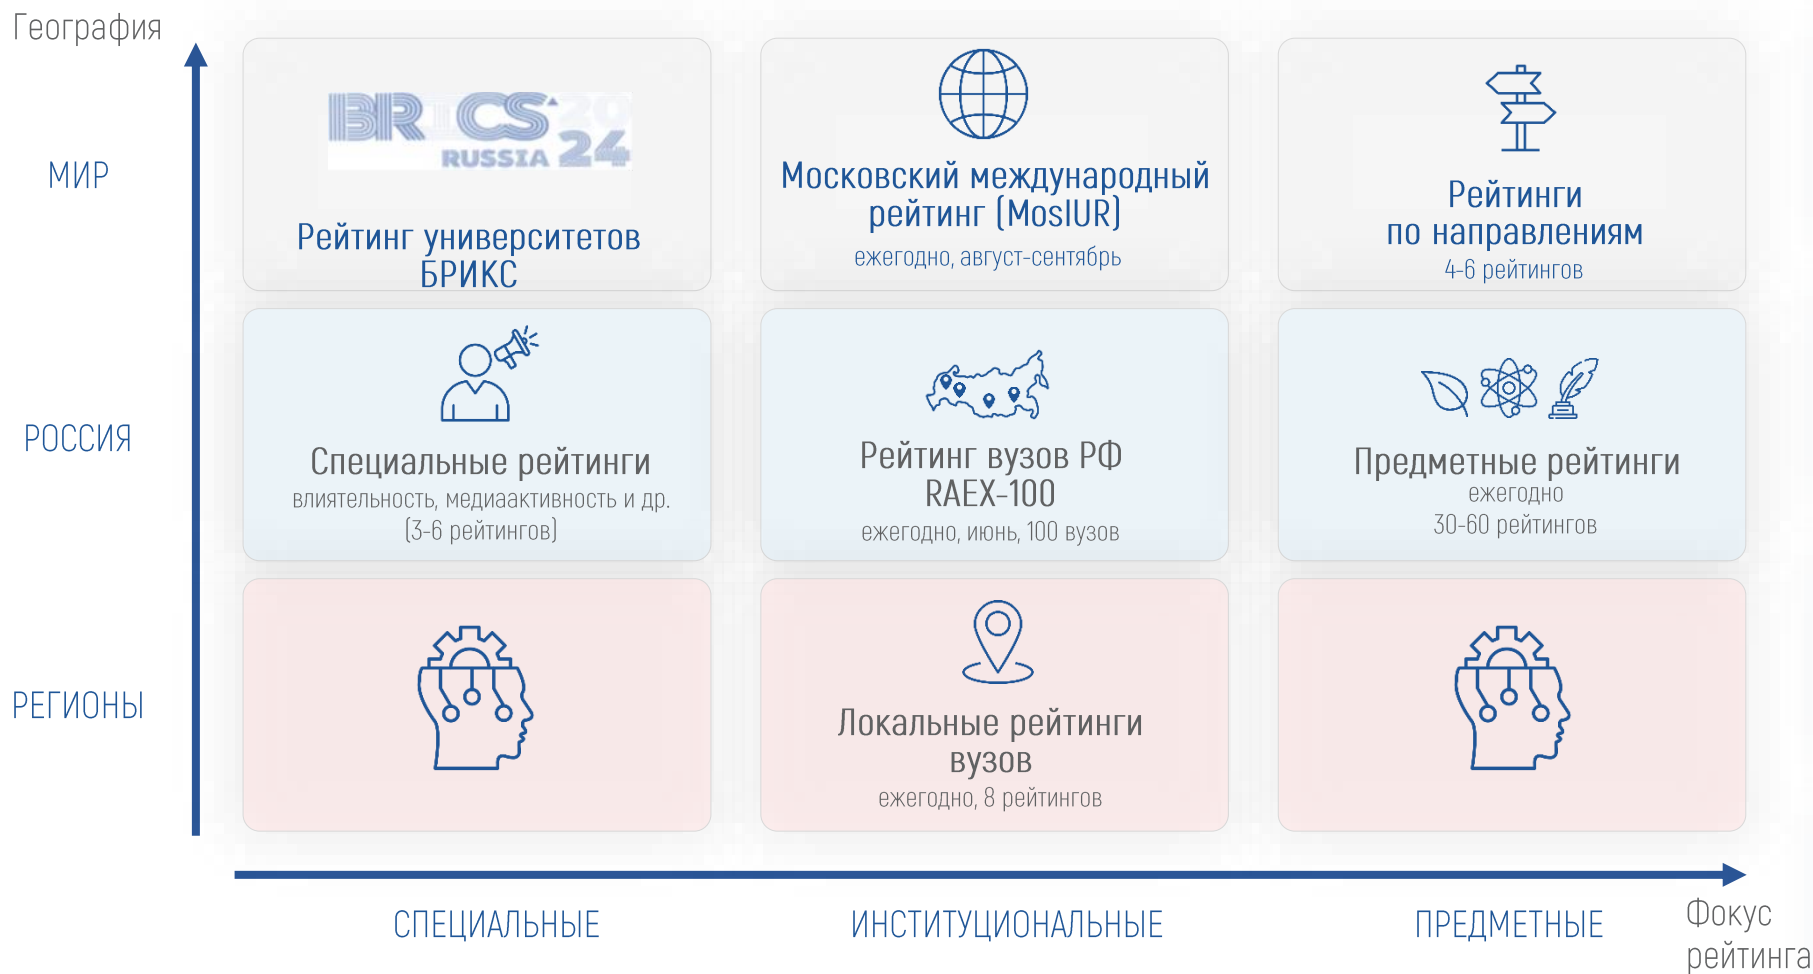 География
МИР
BRICS 2024
RUSSIA
Рейтинг университетов
БРИКС
Московский международный
рейтинг (MosIUR)
ежегодно, август-сентябрь
Рейтинги
по направлениям
4-6 рейтингов
РОССИЯ
Специальные рейтинги
влиятельность, медиаактивность и др.
(3-6 рейтингов)
Рейтинг вузов РФ
RAEX-100
ежегодно, июнь, 100 вузов
Предметные рейтинги
ежегодно
30-60 рейтингов
РЕГИОНЫ
Локальные рейтинги
вузов
ежегодно, 8 рейтингов
СПЕЦИАЛЬНЫЕ
ИНСТИТУЦИОНАЛЬНЫЕ
ПРЕДМЕТНЫЕ
Фокус
рейтинга